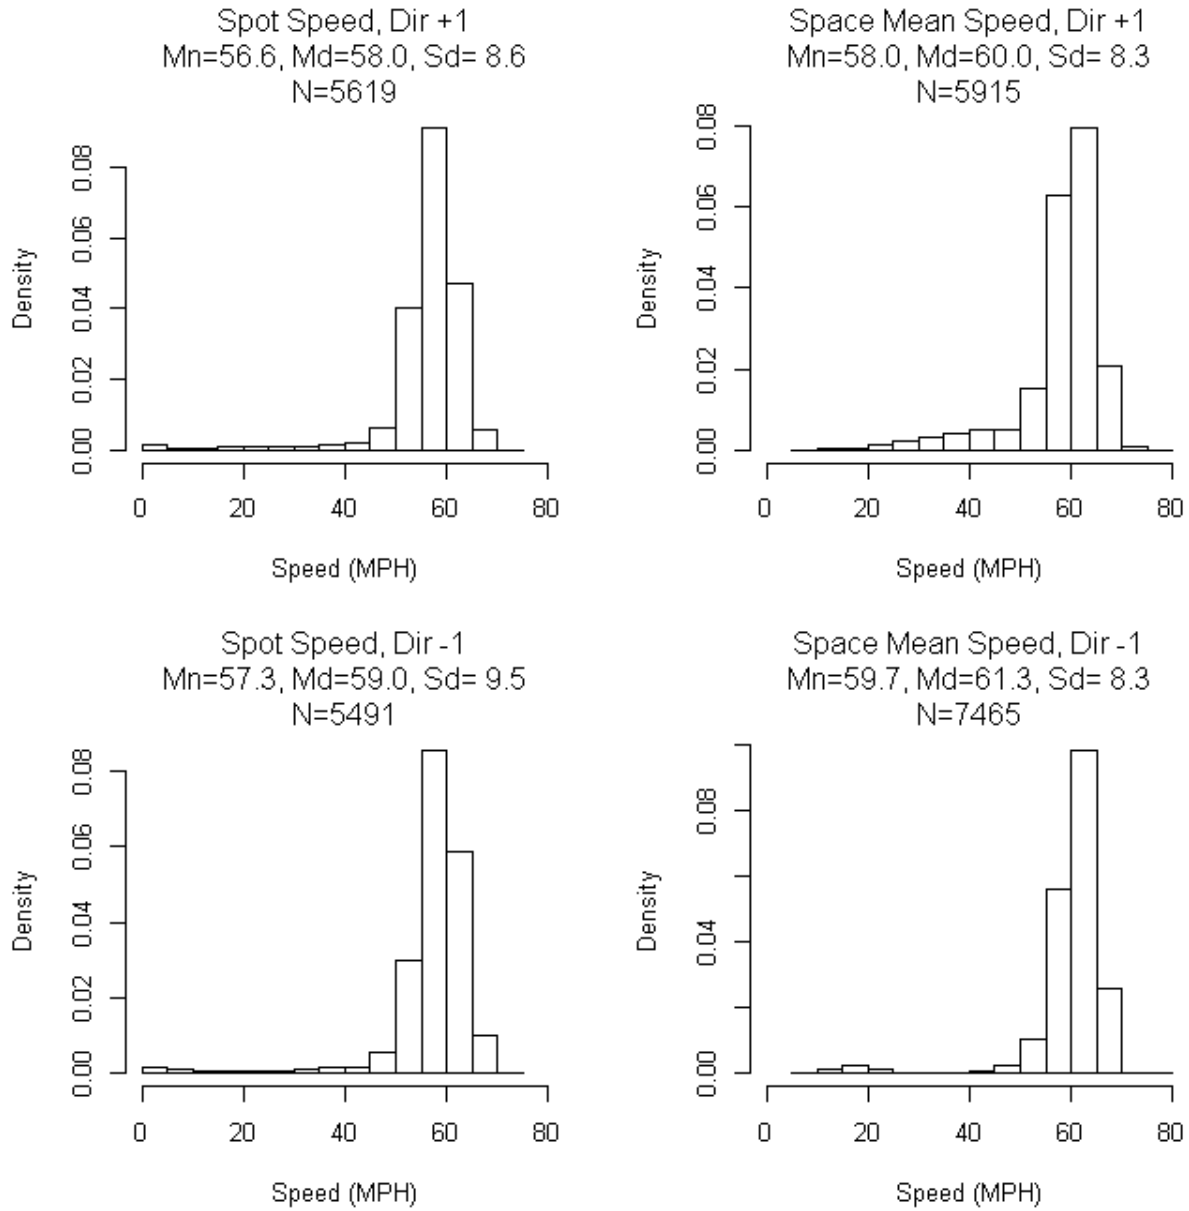 Spot Speed, Dir +1
Mn=56.6, Md=58.0, Sd= 8.6
N=5619
Density
0.00 0.02 0.04 0.06 0.08
0 20 40 60 80
Speed (MPH)
Space Mean Speed, Dir +1
Mn=58.0, Md=60.0, Sd= 8.3
N=5915
Density
0.00 0.02 0.04 0.06 0.08
0 20 40 60 80
Speed (MPH)
Spot Speed, Dir -1
Mn=57.3, Md=59.0, Sd= 9.5
N=5491
Density
0.00 0.02 0.04 0.06 0.08
0 20 40 60 80
Speed (MPH)
Space Mean Speed, Dir -1
Mn=59.7, Md=61.3, Sd= 8.3
N=7465
Density
0.00 0.04 0.08
0 20 40 60 80
Speed (MPH)